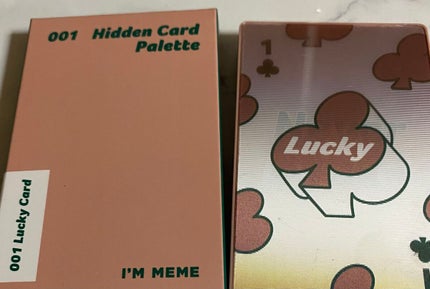 001 Hidden Card
Palette
001 Lucky Card
I'M MEME
1
Lucky